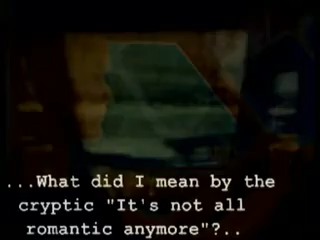 ...What did I mean by the
cryptic "It's not all
romantic anymore"?..